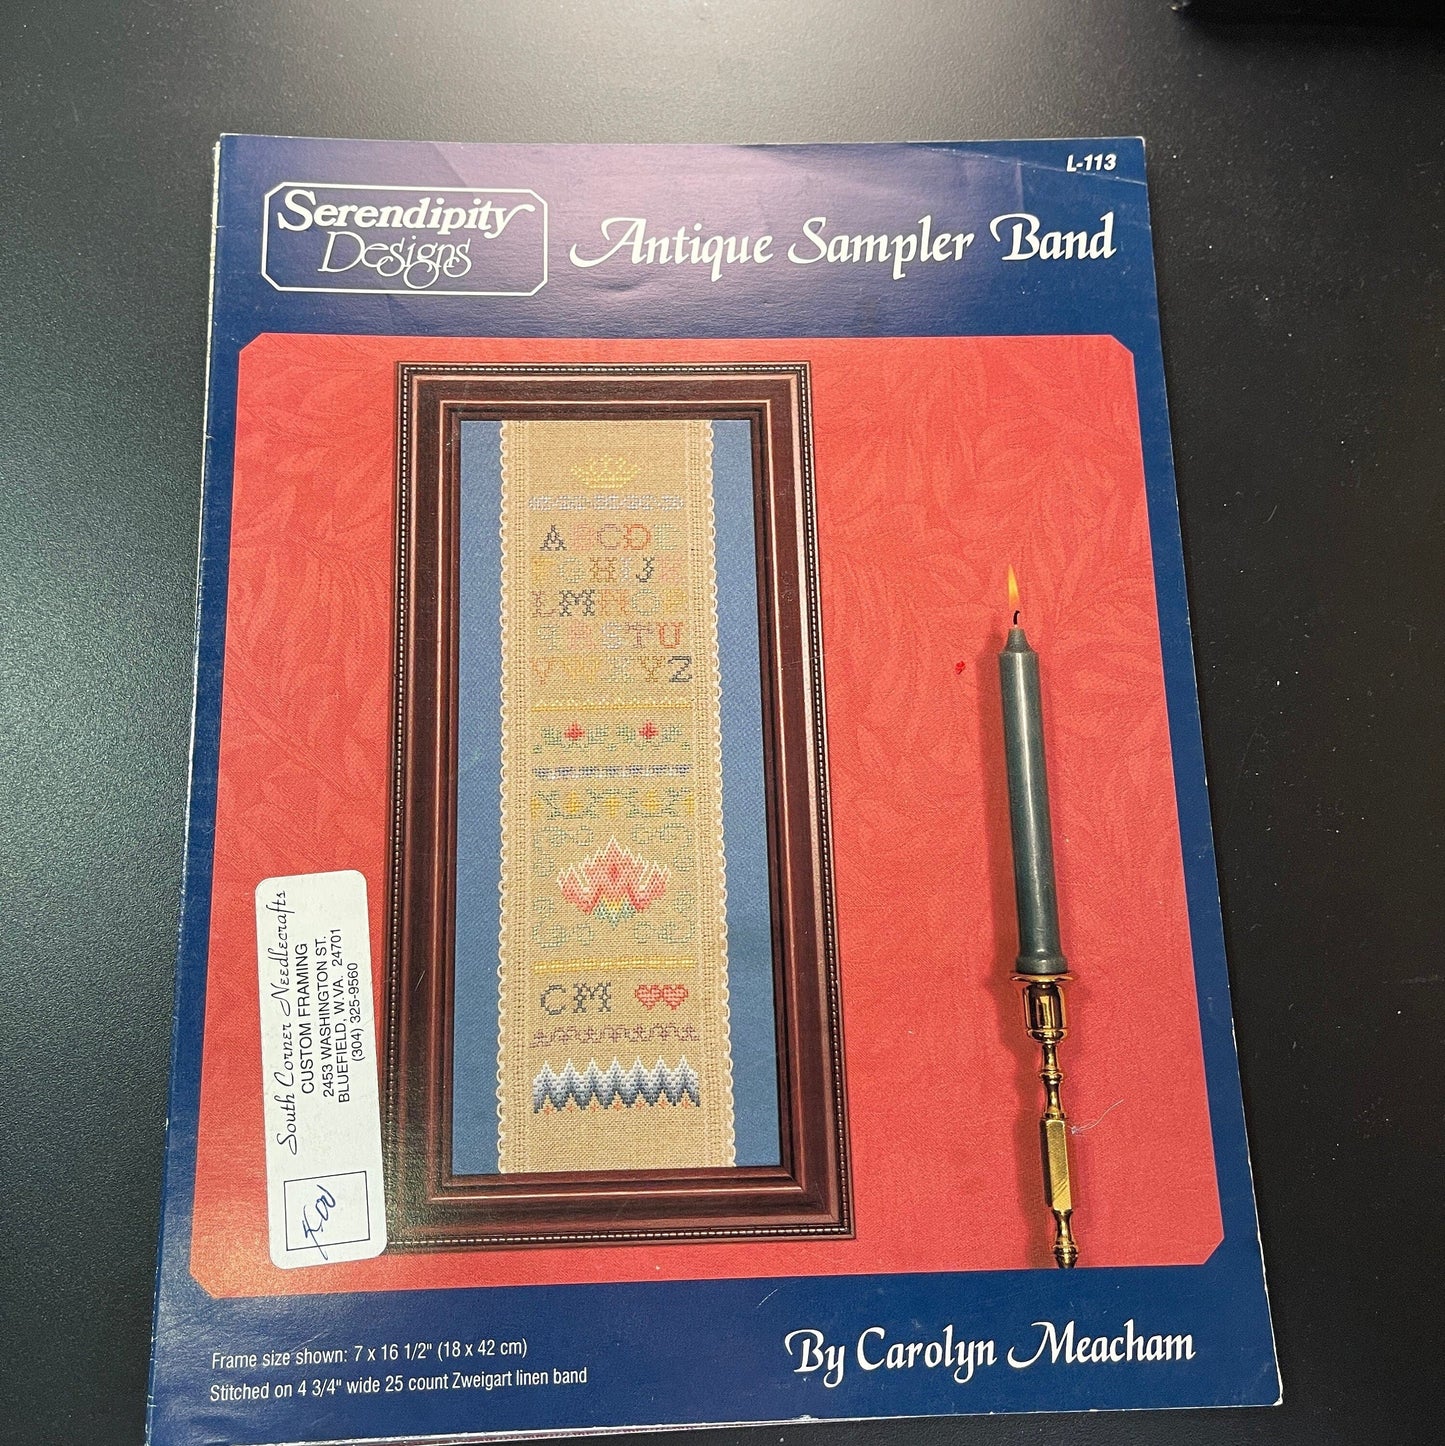 L-113
Serendipity
Designs
Antique Sampler Band
A B C D E
F G H I J K
L M N O P
Q R S T U
V W X Y Z
CM
South Corner Needlecrafts
CUSTOM FRAMING
2453 WASHINGTON ST.
BLUEFIELD, W.VA. 24701
(304) 325-9560
By Carolyn Meacham
Frame size shown: 7 x 16 1/2" (18 x 42 cm)
Stitched on 4 3/4" wide 25 count Zweigart linen band